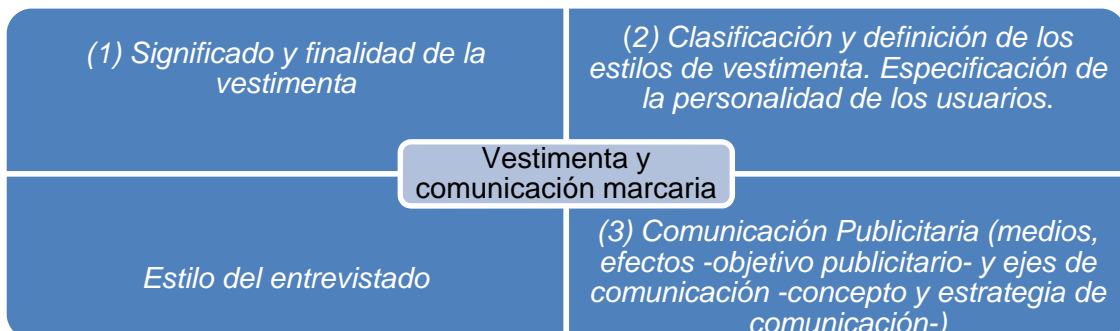 (1) Significado y finalidad de la
vestimenta
(2) Clasificación y definición de los
estilos de vestimenta. Especificación de
la personalidad de los usuarios.
Vestimenta y
comunicación marcaria
Estilo del entrevistado
(3) Comunicación Publicitaria (medios,
efectos -objetivo publicitario- y ejes de
comunicación -concepto y estrategia de
comunicación-)